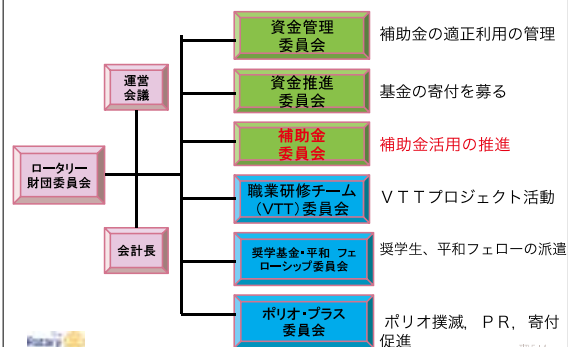 資金管理
委員会
補助金の適正利用の管理
運営
会議
資金推進
委員会
基金の寄付を募る
補助金
委員会
補助金活用の推進
ロータリー
財団委員会
職業研修チーム
(VTT)委員会
VTTプロジェクト活動
会計長
奨学基金・平和 フェ
ローシップ委員会
奨学生、平和フェローの派遣
ポリオ・プラス
委員会
ポリオ撲滅, PR, 寄付
促進
Rotary